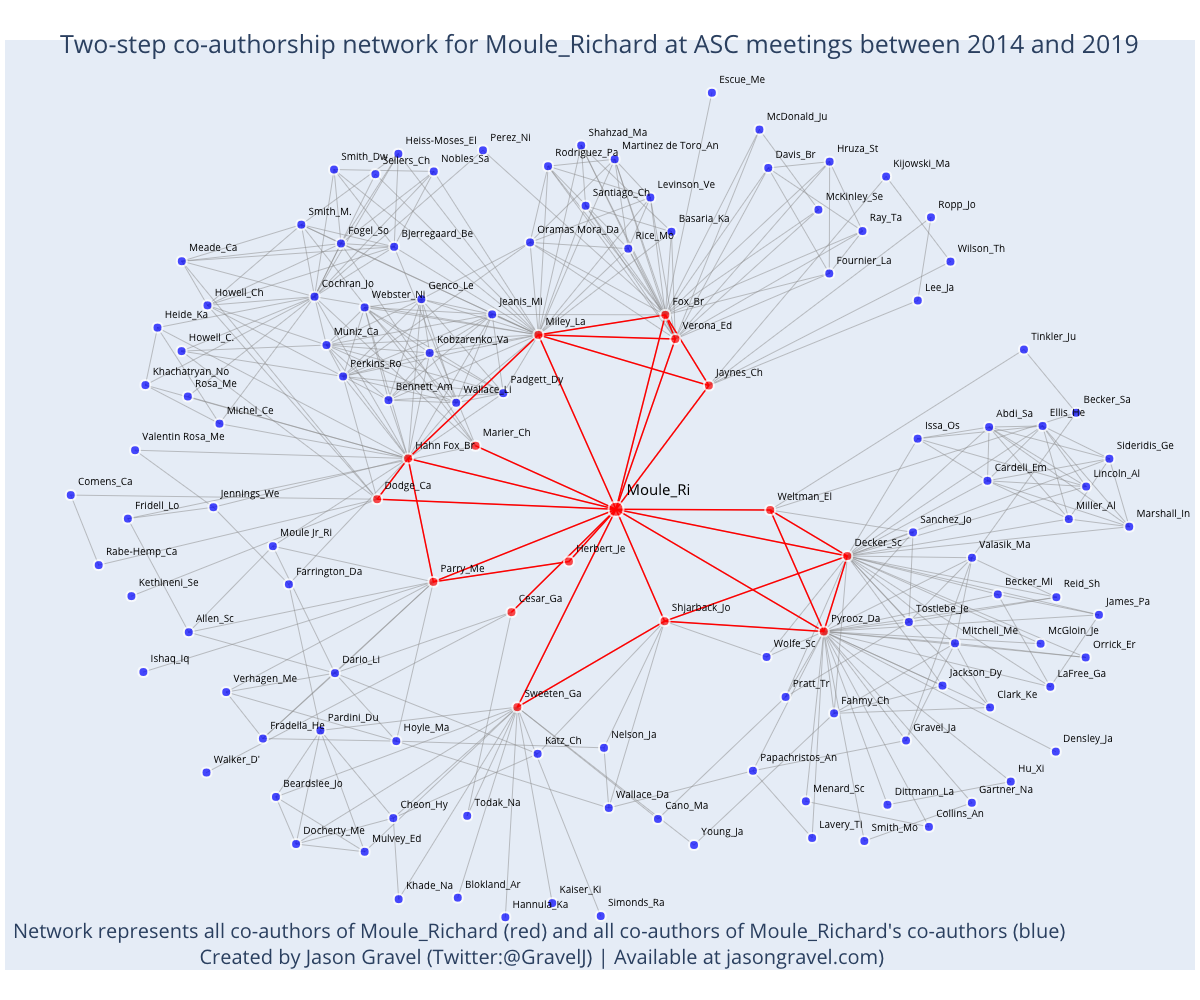 Two-step co-authorship network for Moule_Richard at ASC meetings between 2014 and 2019
Escue_Me
McDonald_Ju
Shahzad_Ma
Perez_Ni
Heiss-Moses_El
Martinez de Toro_An
Hruza_St
Rodriguez_Pa
Davis_Br
Smith_Dw
Sellers_Ch
Nobles_Sa
Kijowski_Ma
Levinson_Ve
Santiago_Ch
McKinley_Se
Smith_M.
Ropp_Jo
Basaria_Ka
Ray_Ta
Fogel_So
Bjerregaard_Be
Oramas Mora_Da
Rice_Mo
Meade_Ca
Wilson_Th
Fournier_La
Cochran_Jo
Genco_Le
Howell_Ch
Webster_Ni
Jeanis_Mi
Fox_Br
Lee_Ja
Heide_Ka
Miley_La
Verona_Ed
Muniz_Ca
Kobzarenko_Va
Howell_C.
Tinkler_Ju
Perkins_Ro
Khachatryan_No
Jaynes_Ch
Rosa_Me
Bennett_Am
Wallace_Li
Padgett_Dy
Michel_Ce
Becker_Sa
Abdi_Sa
Ellis_He
Issa_Os
Valentin Rosa_Me
Hahn Fox_Br
Marier_Ch
Sideridis_Ge
Cardeli_Em
Lincoln_Al
Comens_Ca
Dodge_Ca
Moule_Ri
Jennings_We
Weltman_El
Fridell_Lo
Miller_Al
Marshall_In
Sanchez_Jo
Moule Jr_Ri
Decker_Sc
Herbert_Je
Valasik_Ma
Rabe-Hemp_Ca
Parry_Me
Farrington_Da
Kethineni_Se
Becker_Mi
Reid_Sh
Cesar_Ga
Shjarback_Jo
Tostlebe_Je
James_Pa
Allen_Sc
Pyrooz_Da
Mitchell_Me
McGloin_Je
Wolfe_Sc
Orrick_Er
Ishaq_Iq
Dario_Li
Verhagen_Me
Sweeten_Ga
Pratt_Tr
Jackson_Dy
LaFree_Ga
Fahmy_Ch
Clark_Ke
Fradella_He
Pardini_Du
Hoyle_Ma
Gravel_Ja
Nelson_Ja
Katz_Ch
Densley_Ja
Walker_D'
Papachristos_An
Hu_Xi
Beardslee_Jo
Cheon_Hy
Todak_Na
Wallace_Da
Cano_Ma
Menard_Sc
Dittmann_La
Gartner_Na
Collins_An
Docherty_Me
Mulvey_Ed
Young_Ja
Lavery_Ti
Smith_Mo
Khade_Na
Blokland_Ar
Kaiser_Ki
Hannula_Ka
Simonds_Ra
Network represents all co-authors of Moule_Richard (red) and all co-authors of Moule_Richard's co-authors (blue)
Created by Jason Gravel (Twitter:@GravelJ) | Available at jasongravel.com)